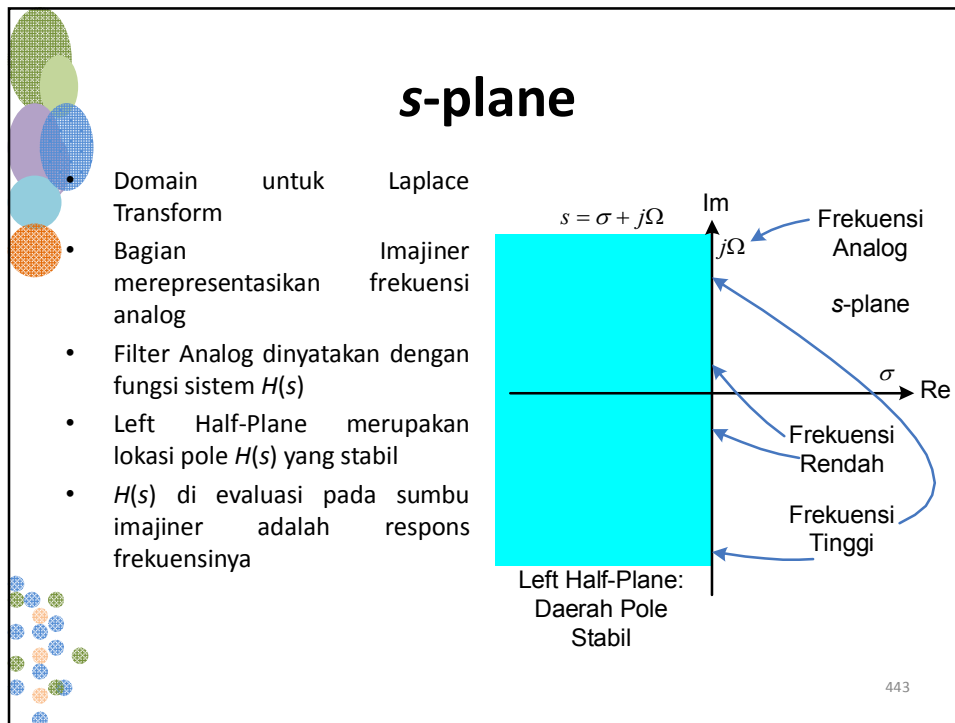 s-plane
• Domain untuk Laplace
Transform
• Bagian Imajiner
merepresentasikan frekuensi
analog
• Filter Analog dinyatakan dengan
fungsi sistem H(s)
• Left Half-Plane merupakan
lokasi pole H(s) yang stabil
• H(s) di evaluasi pada sumbu
imajiner adalah respons
frekuensinya
s = σ + jΩ
Im
jΩ
Frekuensi
Analog
s-plane
σ
Re
Frekuensi
Rendah
Frekuensi
Tinggi
Left Half-Plane:
Daerah Pole
Stabil
443